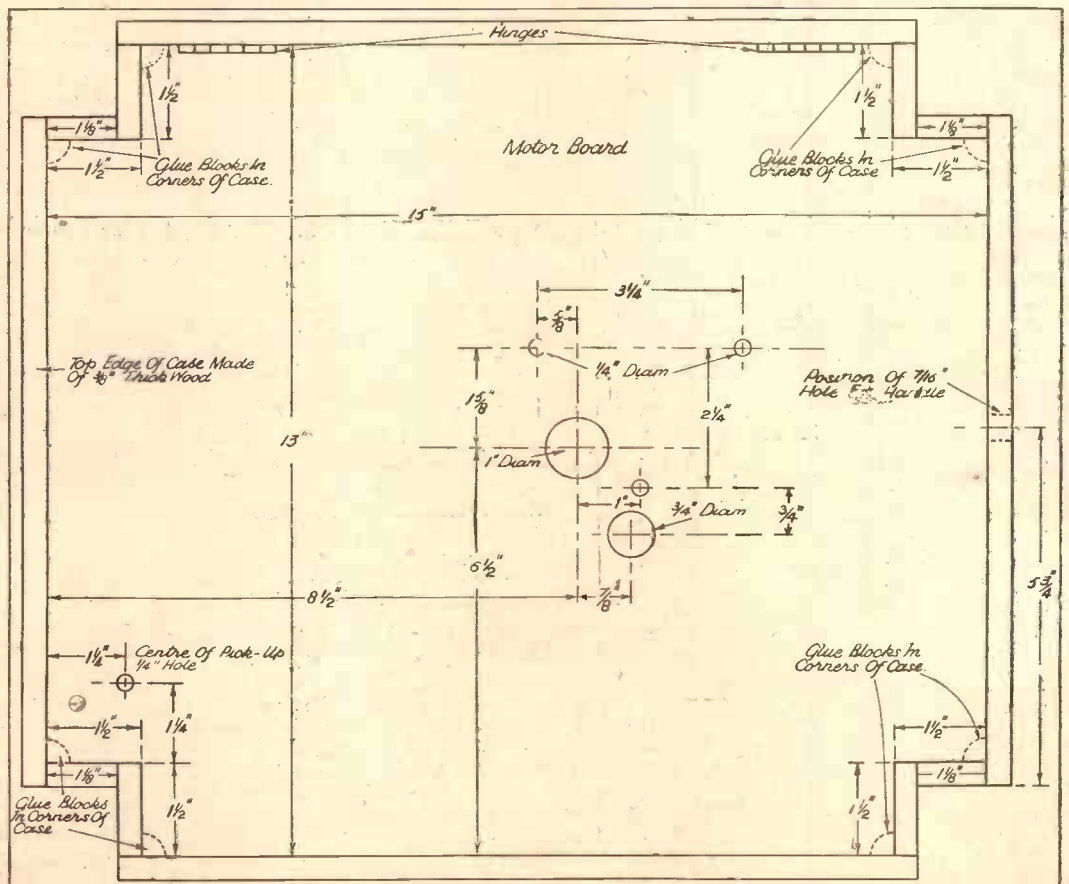 Hinges
1½"
1½"
1⅛"
1⅛"
Glue Blocks In
Corners Of Case.
1½"
Motor Board
Glue Blocks In
Corners Of Case
1½"
15"
3¼"
⅝"
Top Edge Of Case Made
Of ⅜" Thick Wood
¼" Diam
1⅝"
2¼"
Position Of 7/16"
Hole For Handle
13"
1" Diam
1"
¾" Diam
¾"
6½"
8½"
⅞"
5¾"
1¼"
Centre Of Pick-Up
¼" Hole
Glue Blocks In
Corners Of Case.
1½"
1¼"
1½"
1⅛"
1⅛"
Glue Blocks
In Corners Of
Case
1½"
1½"